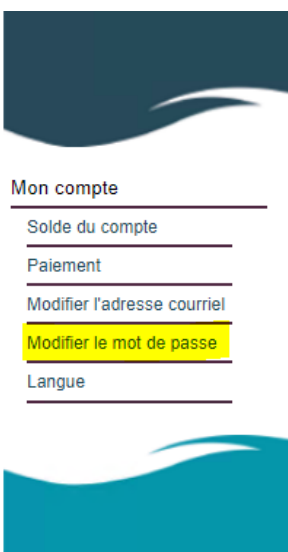 Mon compte
Solde du compte
Paiement
Modifier l'adresse courriel
Modifier le mot de passe
Langue